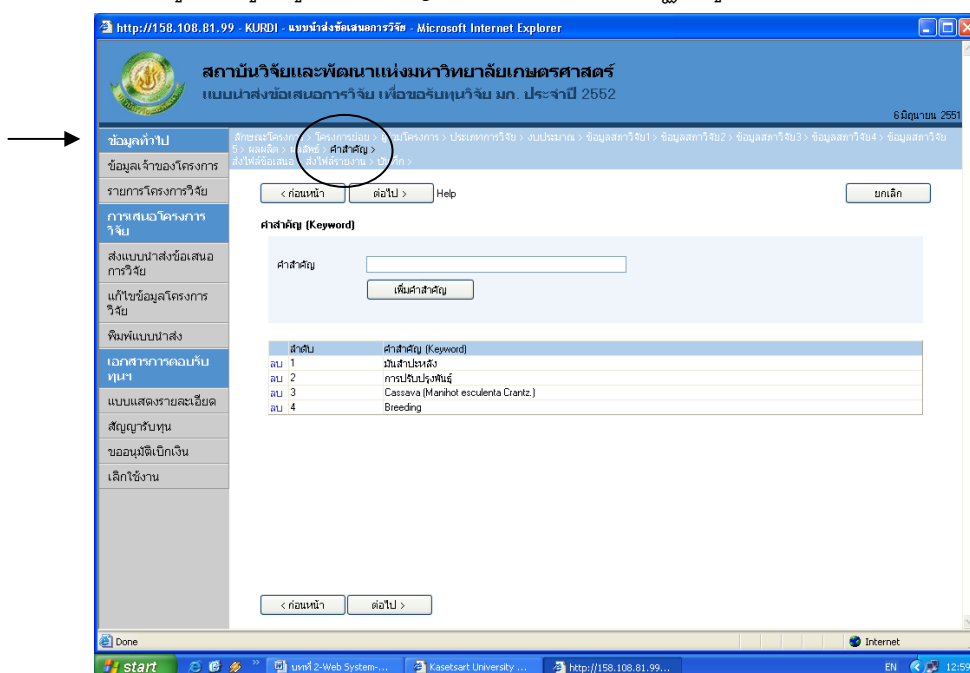 http://158.108.81.99 - KURDI - แบบนำส่งข้อเสนอการวิจัย - Microsoft Internet Explorer
สถาบันวิจัยและพัฒนาแห่งมหาวิทยาลัยเกษตรศาสตร์
แบบนำส่งข้อเสนอการวิจัย เพื่อขอรับทุนวิจัย มก. ประจำปี 2552
6 มิถุนายน 2551
ข้อมูลทั่วไป
ข้อมูลเจ้าของโครงการ
รายการโครงการวิจัย
การเสนอโครงการ
วิจัย
ส่งแบบนำส่งข้อเสนอ
การวิจัย
แก้ไขข้อมูลโครงการ
วิจัย
พิมพ์แบบนำส่ง
เอกสารการตอบรับ
ทุนฯ
แบบแสดงรายละเอียด
สัญญารับทุน
ขออนุมัติเบิกเงิน
เลิกใช้งาน
ลักษณะโครงการ > โครงการย่อย > ผู้ร่วมโครงการ > ประเภทการวิจัย > งบประมาณ > ข้อมูลสภาวิจัย1 > ข้อมูลสภาวิจัย2 > ข้อมูลสภาวิจัย3 > ข้อมูลสภาวิจัย4 > ข้อมูลสภาวิจัย
5 > ผลผลิต > ผลลัพธ์ > คำสำคัญ >
ส่งไฟล์ข้อเสนอ > ส่งไฟล์รายงาน > บันทึก >
< ก่อนหน้า ต่อไป > Help ยกเลิก
คำสำคัญ (Keyword)
คำสำคัญ
เพิ่มคำสำคัญ
ลำดับ คำสำคัญ (Keyword)
ลบ 1 มันสำปะหลัง
ลบ 2 การปรับปรุงพันธุ์
ลบ 3 Cassava (Manihot esculenta Crantz.)
ลบ 4 Breeding
< ก่อนหน้า ต่อไป >
Done Internet
start บทที่ 2-Web System-... Kasetsart University ... http://158.108.81.99... EN 12:59